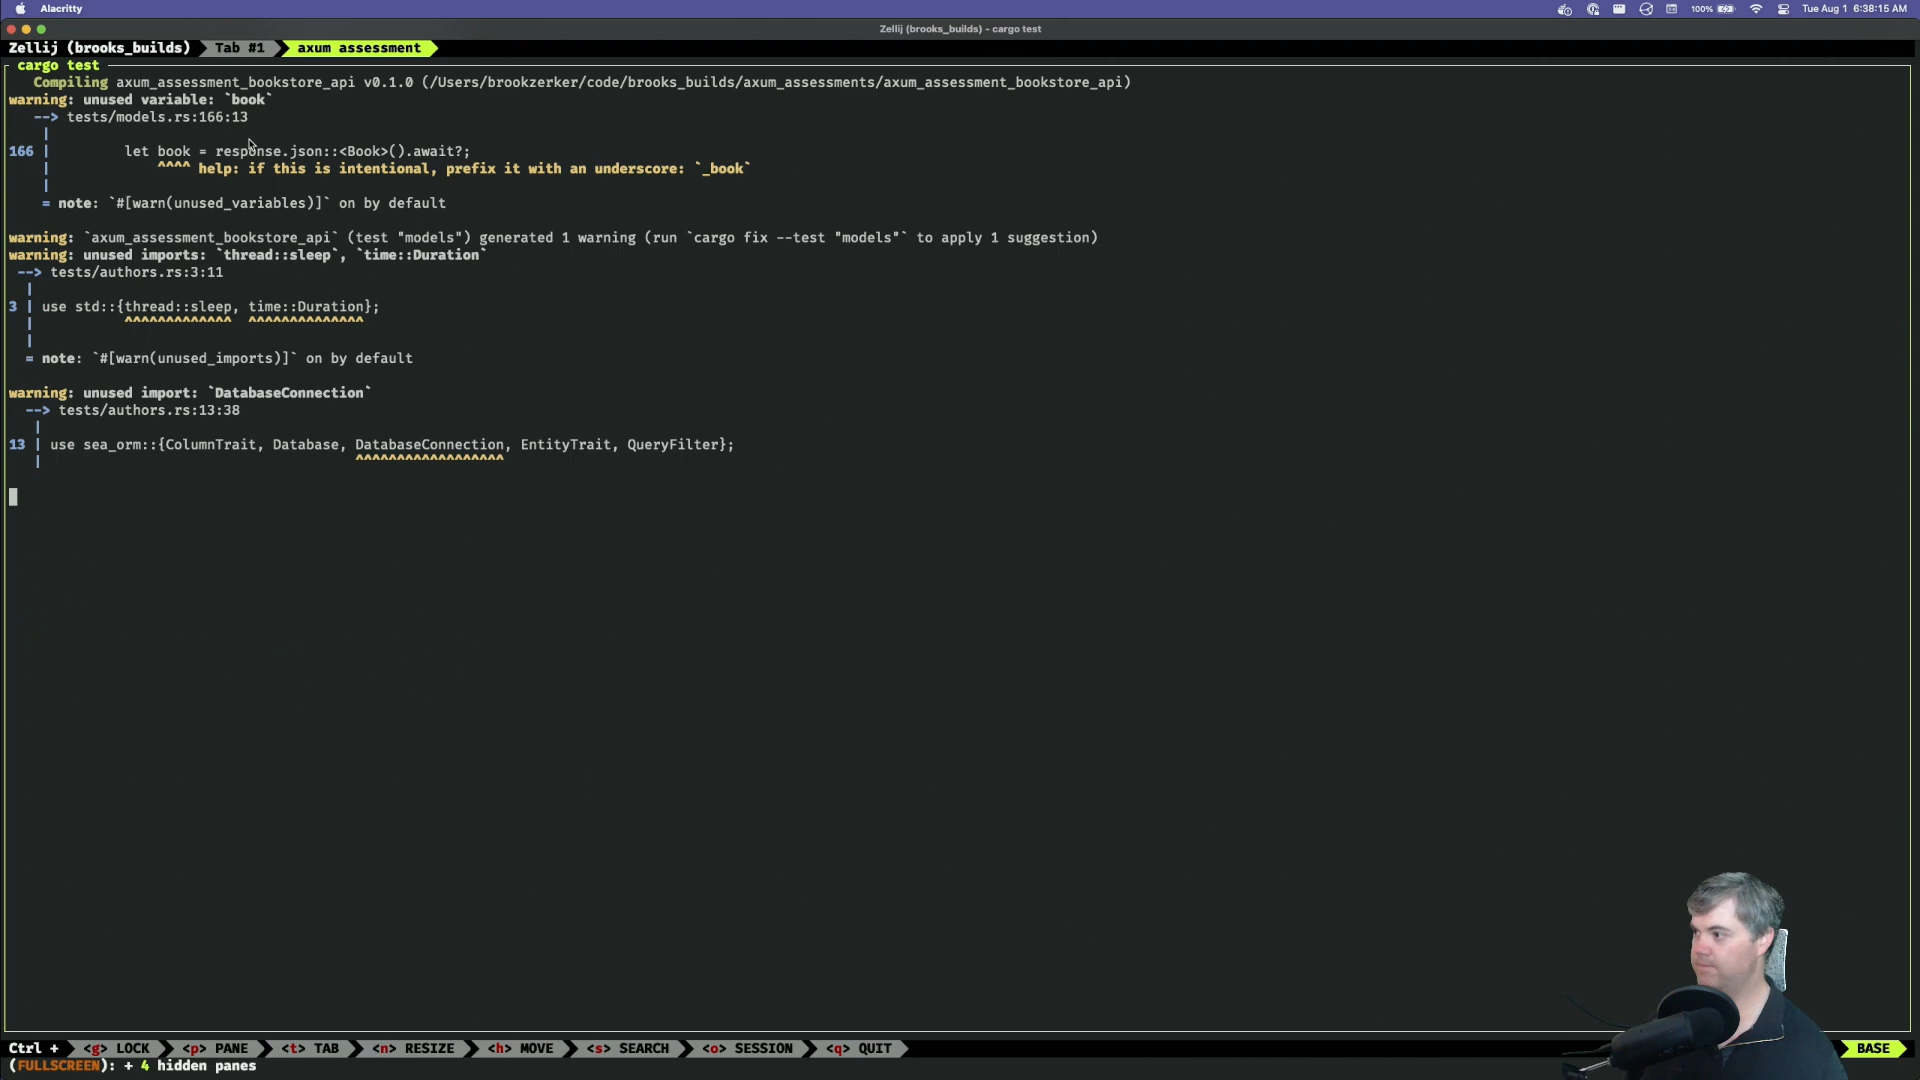 Alacritty
100%
Tue Aug 1 6:38:15 AM
Zellij (brooks_builds) - cargo test
Zellij (brooks_builds) Tab #1 axum assessment
cargo test
Compiling axum_assessment_bookstore_api v0.1.0 (/Users/brookzerker/code/brooks_builds/axum_assessments/axum_assessment_bookstore_api)
warning: unused variable: `book`
--> tests/models.rs:166:13
|
166 | let book = response.json::<Book>().await?;
| ^^^^ help: if this is intentional, prefix it with an underscore: `_book`
|
= note: `#[warn(unused_variables)]` on by default
warning: `axum_assessment_bookstore_api` (test "models") generated 1 warning (run `cargo fix --test "models"` to apply 1 suggestion)
warning: unused imports: `thread::sleep`, `time::Duration`
--> tests/authors.rs:3:11
|
3 | use std::{thread::sleep, time::Duration};
| ^^^^^^^^^^^^^ ^^^^^^^^^^^^^^
|
= note: `#[warn(unused_imports)]` on by default
warning: unused import: `DatabaseConnection`
--> tests/authors.rs:13:38
|
13 | use sea_orm::{ColumnTrait, Database, DatabaseConnection, EntityTrait, QueryFilter};
| ^^^^^^^^^^^^^^^^^^
Ctrl + <g> LOCK <p> PANE <t> TAB <n> RESIZE <h> MOVE <s> SEARCH <o> SESSION <q> QUIT BASE
(FULLSCREEN): + 4 hidden panes